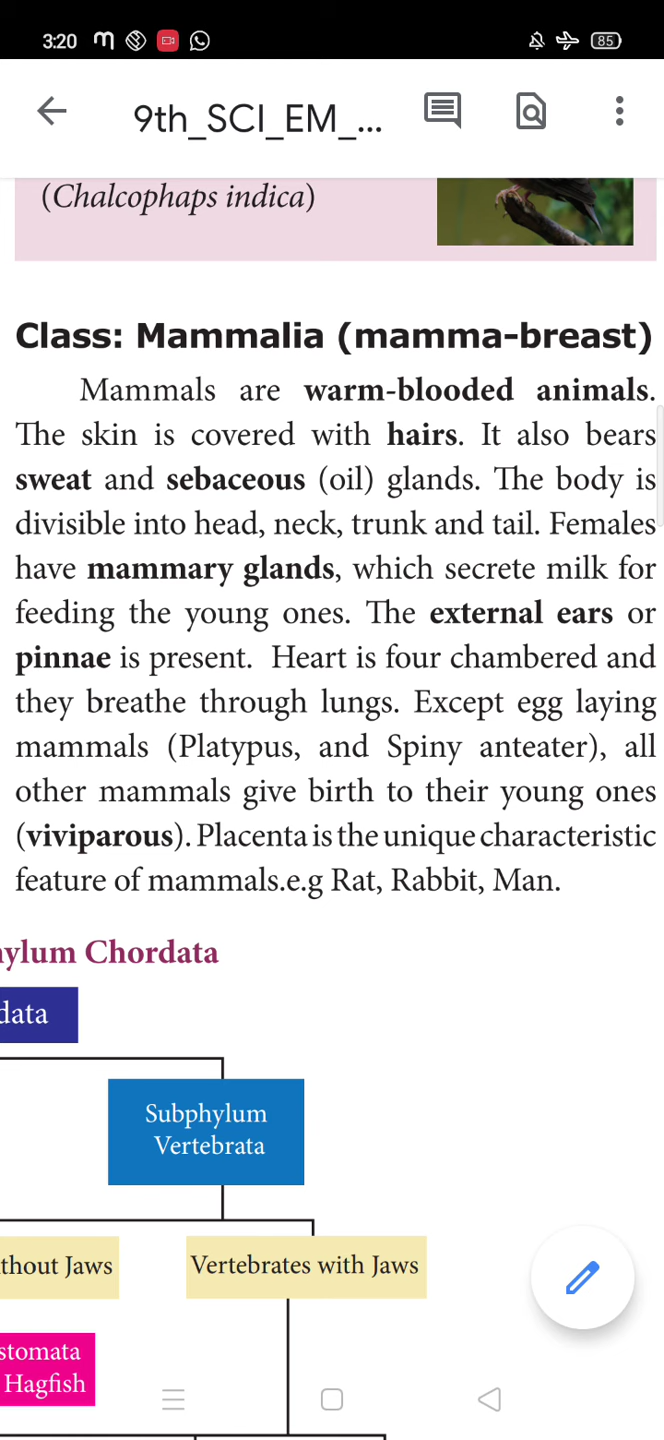 3:20
85
9th_SCI_EM_...
(Chalcophaps indica)
Class: Mammalia (mamma-breast)
Mammals are warm-blooded animals.
The skin is covered with hairs. It also bears
sweat and sebaceous (oil) glands. The body is
divisible into head, neck, trunk and tail. Females
have mammary glands, which secrete milk for
feeding the young ones. The external ears or
pinnae is present. Heart is four chambered and
they breathe through lungs. Except egg laying
mammals (Platypus, and Spiny anteater), all
other mammals give birth to their young ones
(viviparous). Placenta is the unique characteristic
feature of mammals.e.g Rat, Rabbit, Man.
hylum Chordata
data
Subphylum
Vertebrata
thout Jaws
Vertebrates with Jaws
stomata
Hagfish